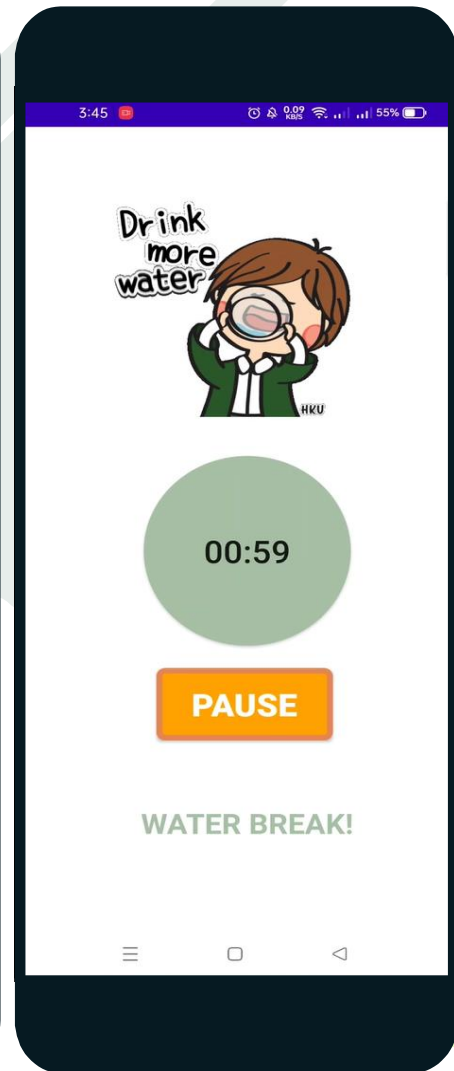 3:45 0.09 KB/S 55%
Drink
more
water
HKU
00:59
PAUSE
WATER BREAK!